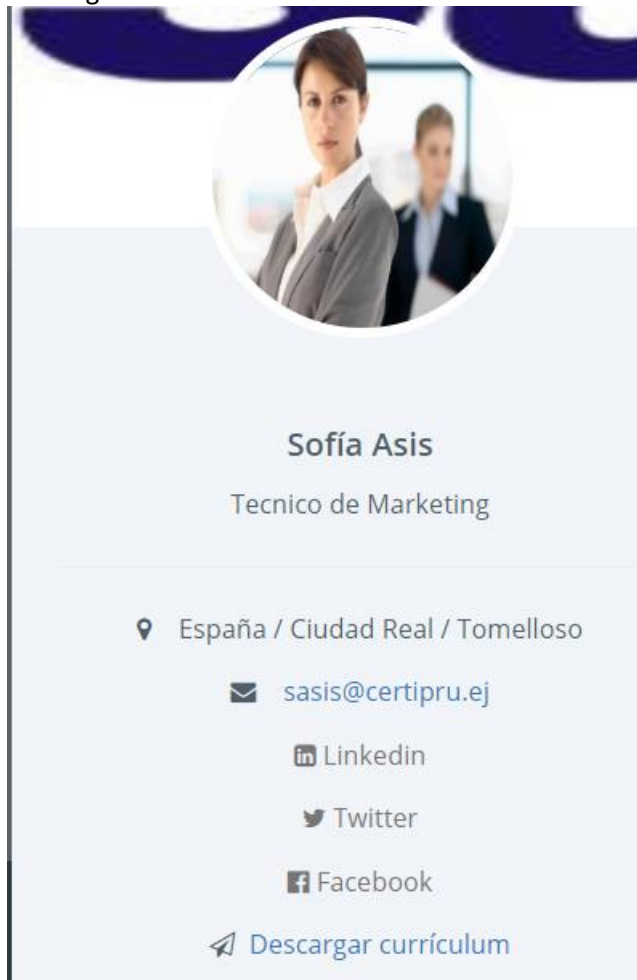 Sofía Asis
Tecnico de Marketing
España / Ciudad Real / Tomelloso
sasis@certipru.ej
Linkedin
Twitter
Facebook
Descargar currículum